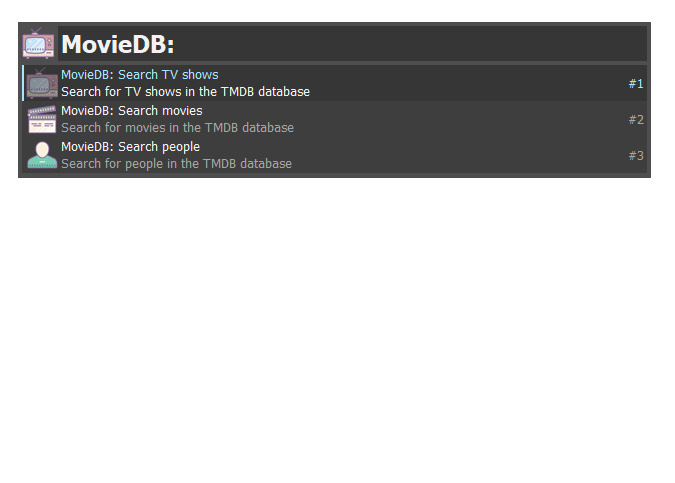 MovieDB:
MovieDB: Search TV shows
Search for TV shows in the TMDB database
#1
MovieDB: Search movies
Search for movies in the TMDB database
#2
MovieDB: Search people
Search for people in the TMDB database
#3